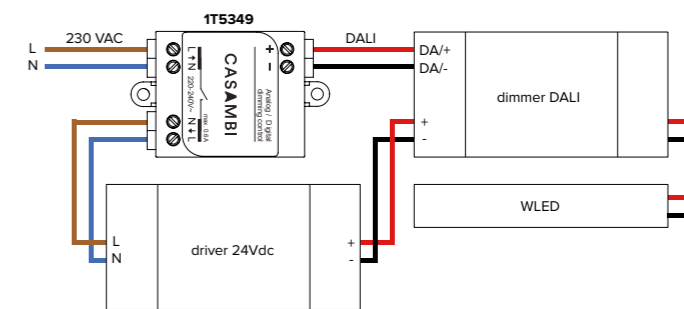 1T5349
L 230 VAC
N
L ↑ N
220-240V~
max. 0.6A
N ↓ L
CASAMBI
Analog / Digital
dimming control
+ -
DALI
DA/+
DA/-
dimmer DALI
+
-
WLED
L
N
driver 24Vdc
+
-